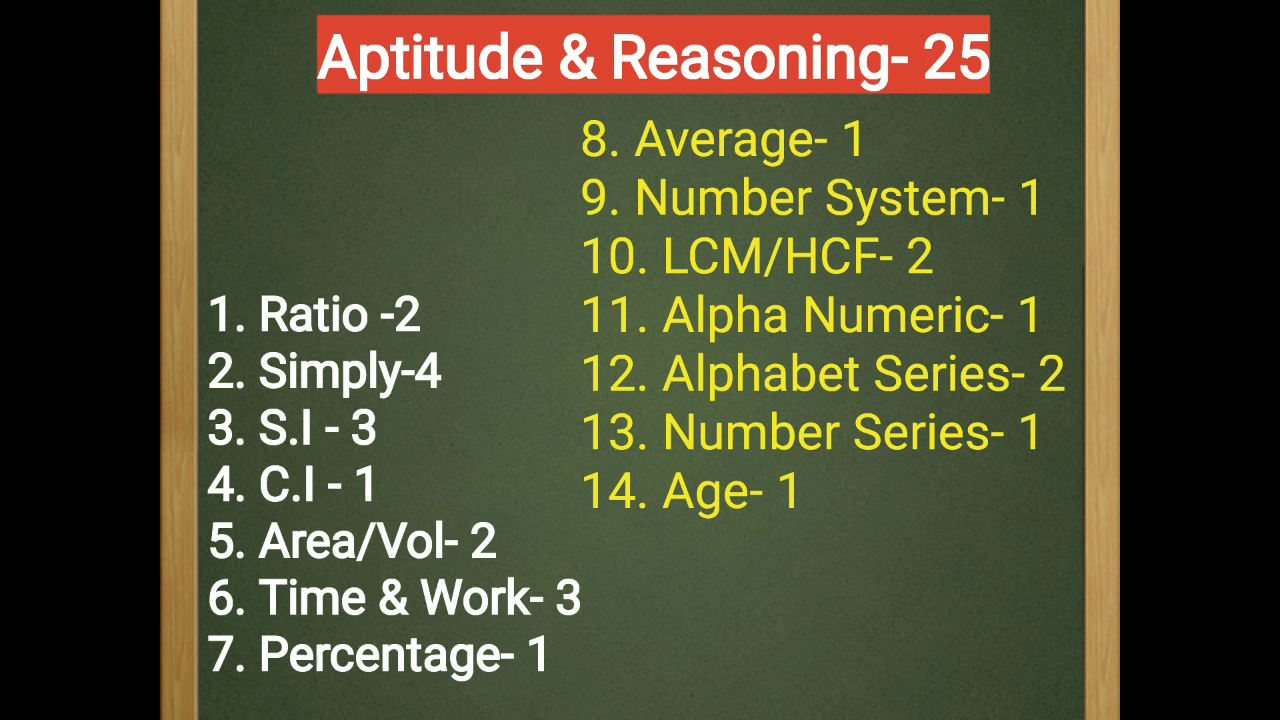 Aptitude & Reasoning- 25
1. Ratio -2
2. Simply-4
3. S.I - 3
4. C.I - 1
5. Area/Vol- 2
6. Time & Work- 3
7. Percentage- 1
8. Average- 1
9. Number System- 1
10. LCM/HCF- 2
11. Alpha Numeric- 1
12. Alphabet Series- 2
13. Number Series- 1
14. Age- 1